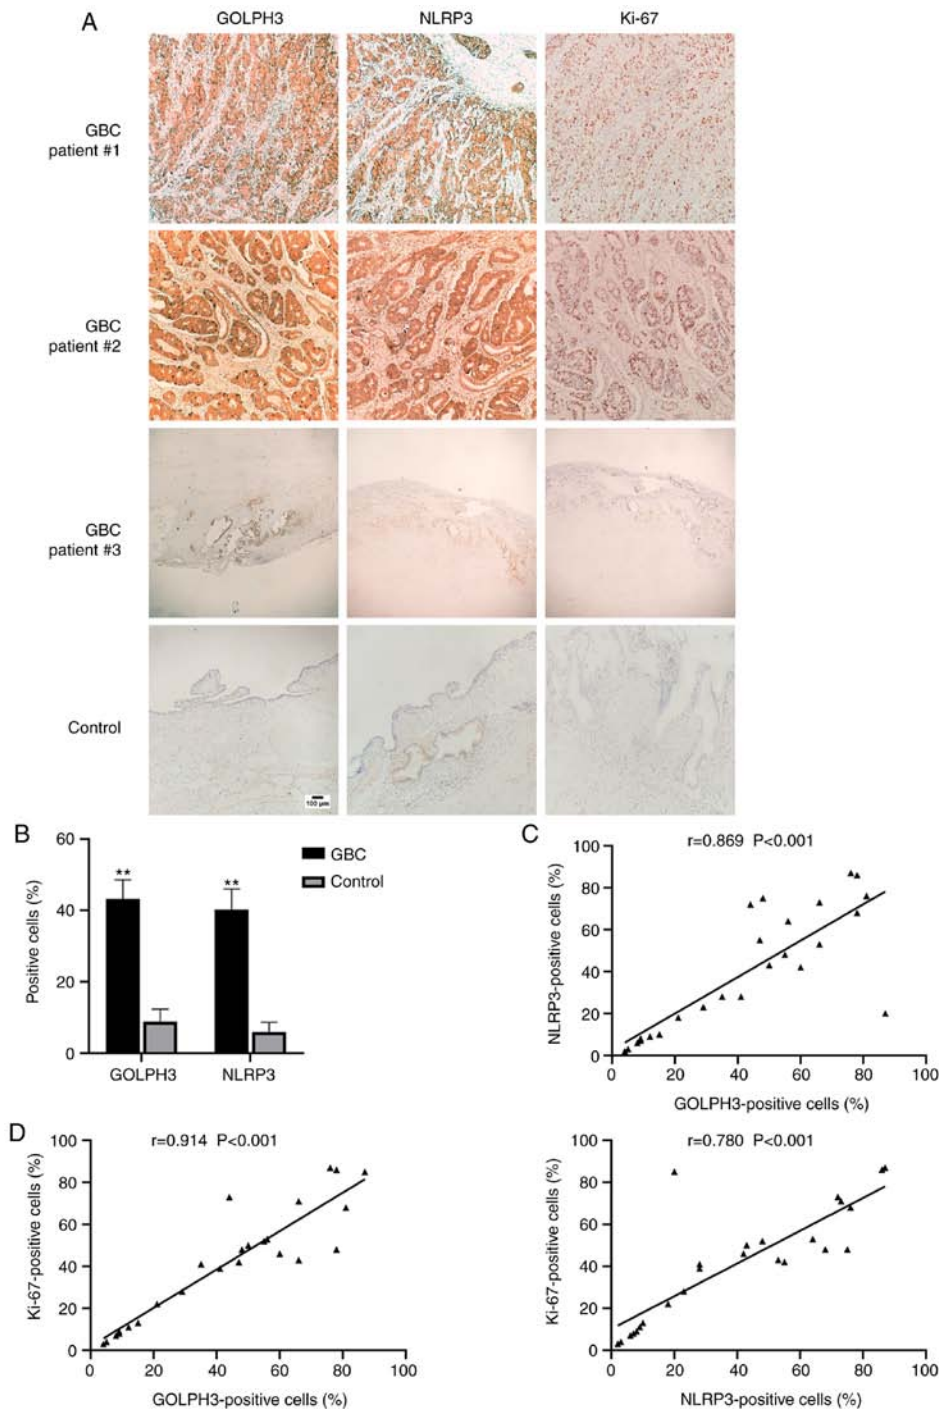 A
GOLPH3 NLRP3 Ki-67
GBC
patient #1
GBC
patient #2
GBC
patient #3
Control
100 µm
B
Positive cells (%)
60
40
20
0
** **
GBC
Control
GOLPH3 NLRP3
C
r=0.869 P<0.001
NLRP3-positive cells (%)
100
80
60
40
20
0
0 20 40 60 80 100
GOLPH3-positive cells (%)
D
r=0.914 P<0.001
Ki-67-positive cells (%)
100
80
60
40
20
0
0 20 40 60 80 100
GOLPH3-positive cells (%)
r=0.780 P<0.001
Ki-67-positive cells (%)
100
80
60
40
20
0
0 20 40 60 80 100
NLRP3-positive cells (%)